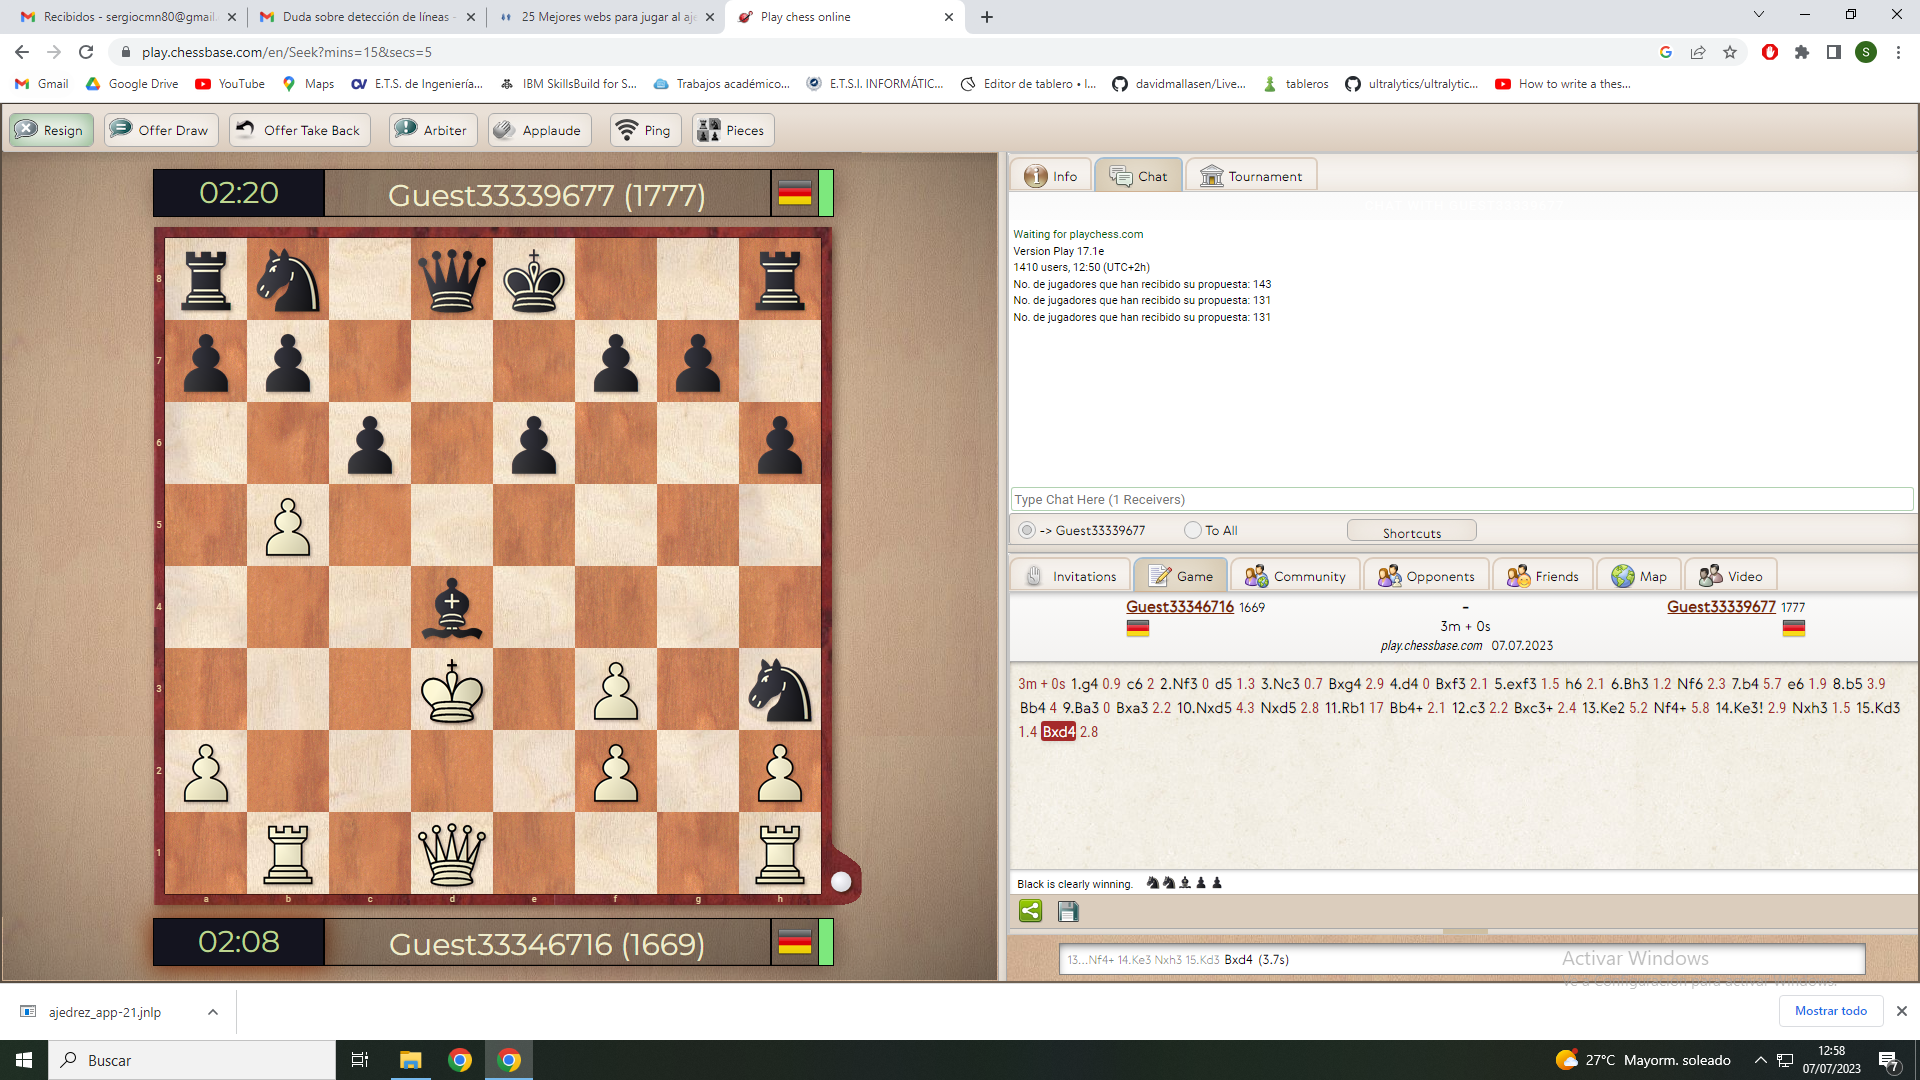 Recibidos - sergiocmn80@gmail.
Duda sobre detección de líneas -
25 Mejores webs para jugar al aje
Play chess online
play.chessbase.com/en/Seek?mins=15&secs=5
S
Gmail
Google Drive
YouTube
Maps
E.T.S. de Ingeniería...
IBM SkillsBuild for S...
Trabajos académico...
E.T.S.I. INFORMÁTIC...
Editor de tablero • l...
davidmallasen/Live...
tableros
ultralytics/ultralytic...
How to write a thes...
Resign
Offer Draw
Offer Take Back
Arbiter
Applaude
Ping
Pieces
02:20
Guest33339677 (1777)
8
7
6
5
4
3
2
1
a b c d e f g h
02:08
Guest33346716 (1669)
Info
Chat
Tournament
Waiting for playchess.com
Version Play 17.1e
1410 users, 12:50 (UTC+2h)
No. de jugadores que han recibido su propuesta: 143
No. de jugadores que han recibido su propuesta: 131
No. de jugadores que han recibido su propuesta: 131
Type Chat Here (1 Receivers)
-> Guest33339677
To All
Shortcuts
Invitations
Game
Community
Opponents
Friends
Map
Video
Guest33346716 1669 - Guest33339677 1777
3m + 0s
play.chessbase.com 07.07.2023
3m + 0s 1.g4 0.9 c6 2 2.Nf3 0 d5 1.3 3.Nc3 0.7 Bxg4 2.9 4.d4 0 Bxf3 2.1 5.exf3 1.5 h6 2.1 6.Bh3 1.2 Nf6 2.3 7.b4 5.7 e6 1.9 8.b5 3.9
Bb4 4 9.Ba3 0 Bxa3 2.2 10.Nxd5 4.3 Nxd5 2.8 11.Rb1 17 Bb4+ 2.1 12.c3 2.2 Bxc3+ 2.4 13.Ke2 5.2 Nf4+ 5.8 14.Ke3! 2.9 Nxh3 1.5 15.Kd3
1.4 Bxd4 2.8
Black is clearly winning.
13...Nf4+ 14.Ke3 Nxh3 15.Kd3 Bxd4 (3.7s)
Activar Windows
Ve a Configuración para activar Windows.
ajedrez_app-21.jnlp
Mostrar todo
Buscar
27°C Mayorm. soleado
12:58
07/07/2023
7